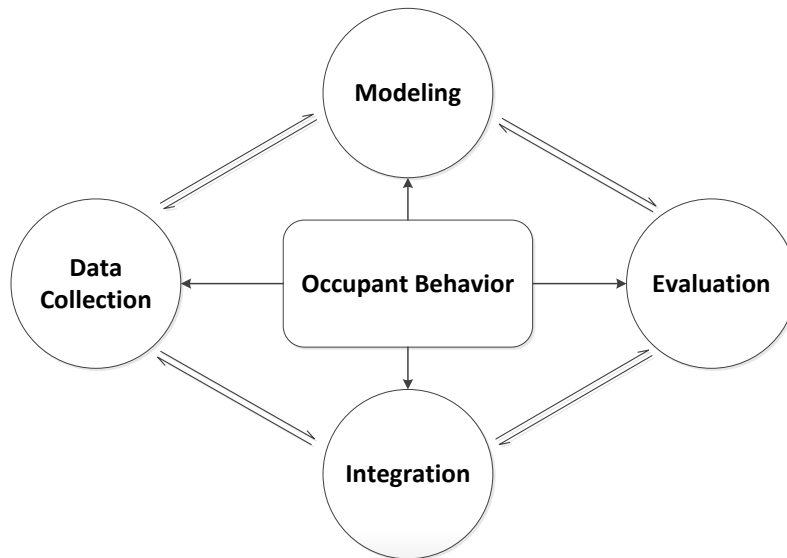 Modeling
Data
Collection
Occupant Behavior
Evaluation
Integration